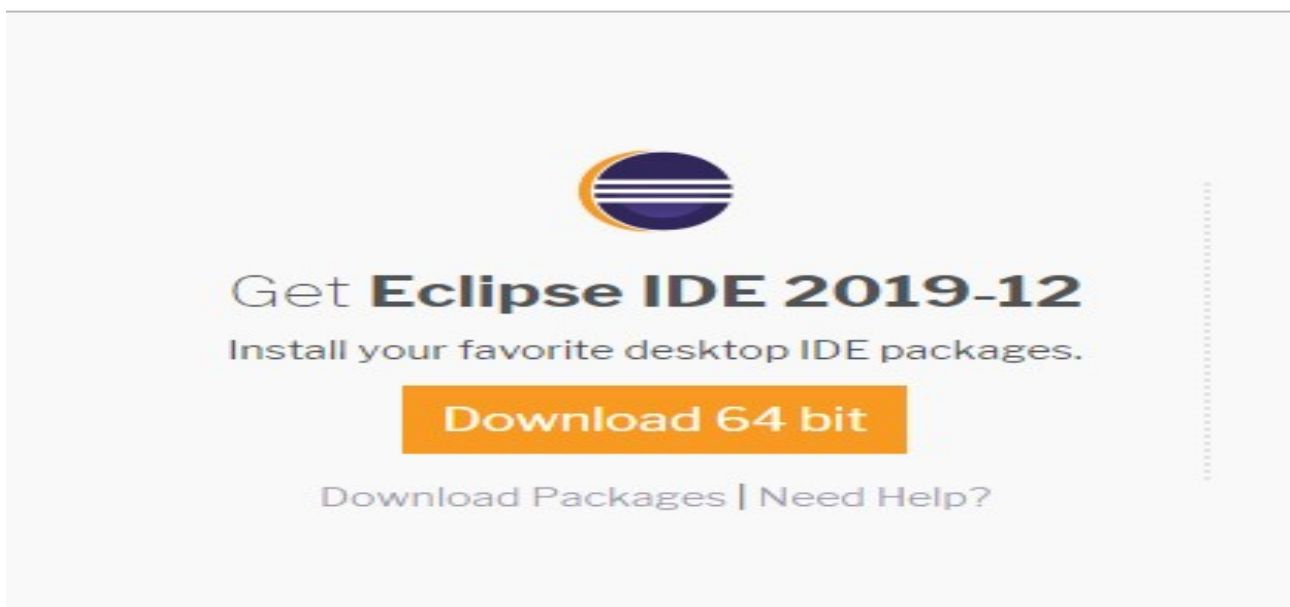 Get Eclipse IDE 2019-12
Install your favorite desktop IDE packages.
Download 64 bit
Download Packages | Need Help?